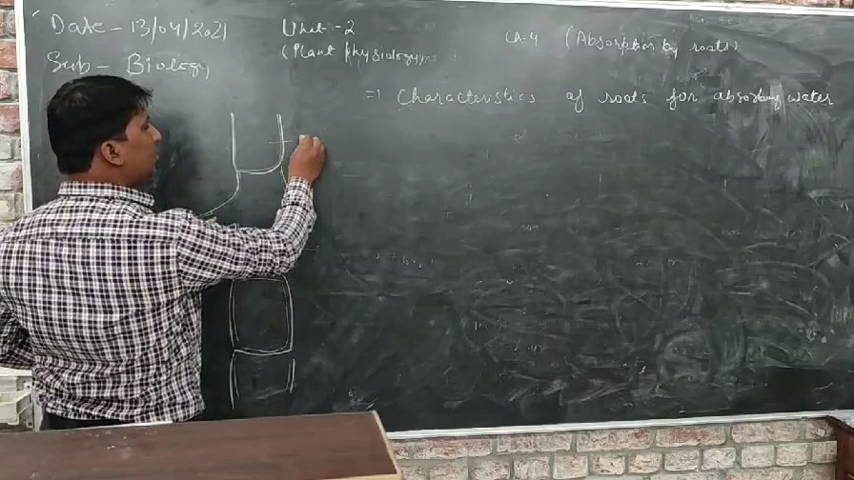 Date - 13/04/2021
Sub - Biology
Unit - 2
(Plant physiology)
Ch-4 (Absorption by roots)
⇒ Characteristics of roots for absorbing water